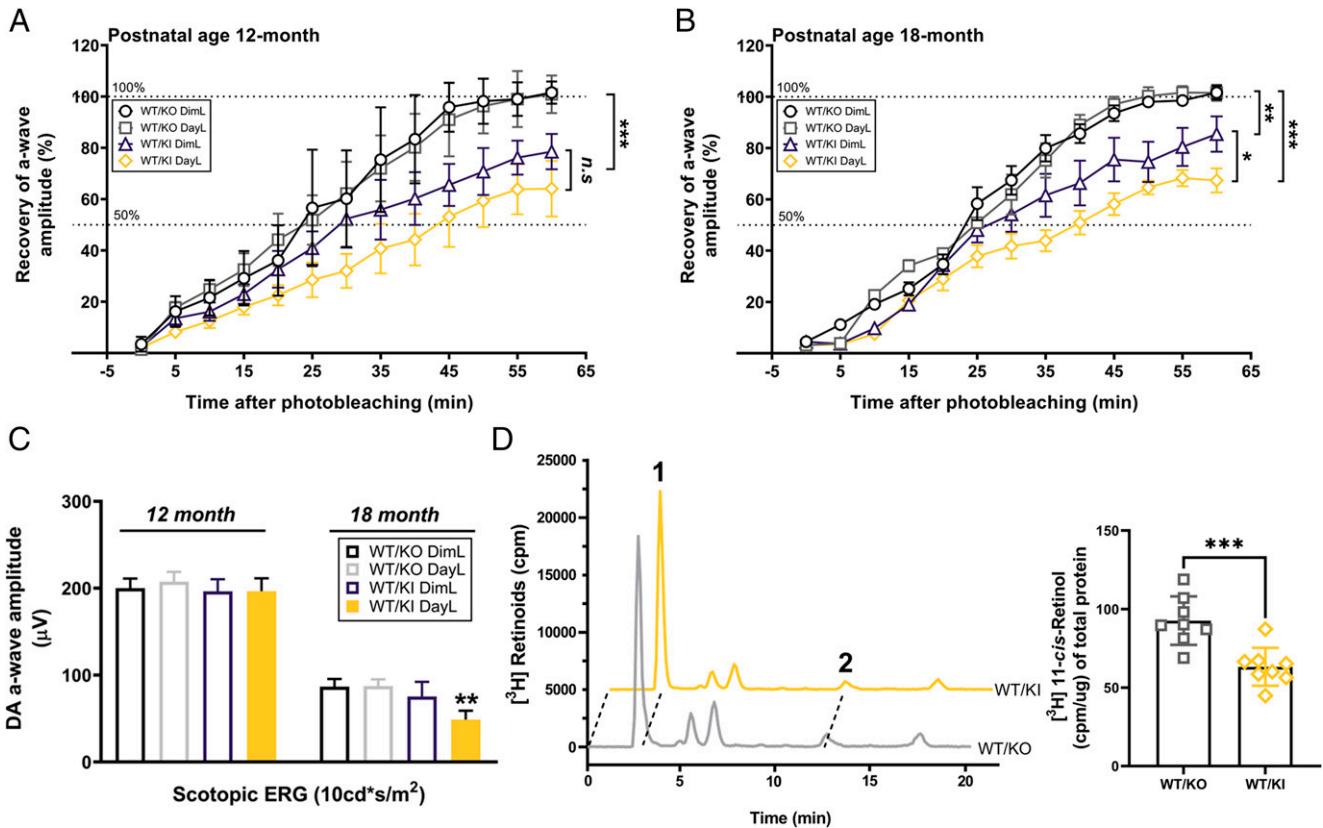 A
Postnatal age 12-month
Recovery of a-wave
amplitude (%)
120
100
80
60
40
20
100%
50%
WT/KO DimL
WT/KO DayL
WT/KI DimL
WT/KI DayL
n.s
***
-5 5 15 25 35 45 55 65
Time after photobleaching (min)
B
Postnatal age 18-month
Recovery of a-wave
amplitude (%)
120
100
80
60
40
20
100%
50%
WT/KO DimL
WT/KO DayL
WT/KI DimL
WT/KI DayL
*
**
***
-5 5 15 25 35 45 55 65
Time after photobleaching (min)
C
DA a-wave amplitude
(μV)
300
200
100
0
12 month
18 month
WT/KO DimL
WT/KO DayL
WT/KI DimL
WT/KI DayL
**
Scotopic ERG (10cd*s/m²)
D
[³H] Retinoids (cpm)
25000
20000
15000
10000
5000
0
1
2
WT/KI
WT/KO
0 5 10 15 20
Time (min)
[³H] 11-cis-Retinol
(cpm/ug) of total protein
150
100
50
0
***
WT/KO WT/KI